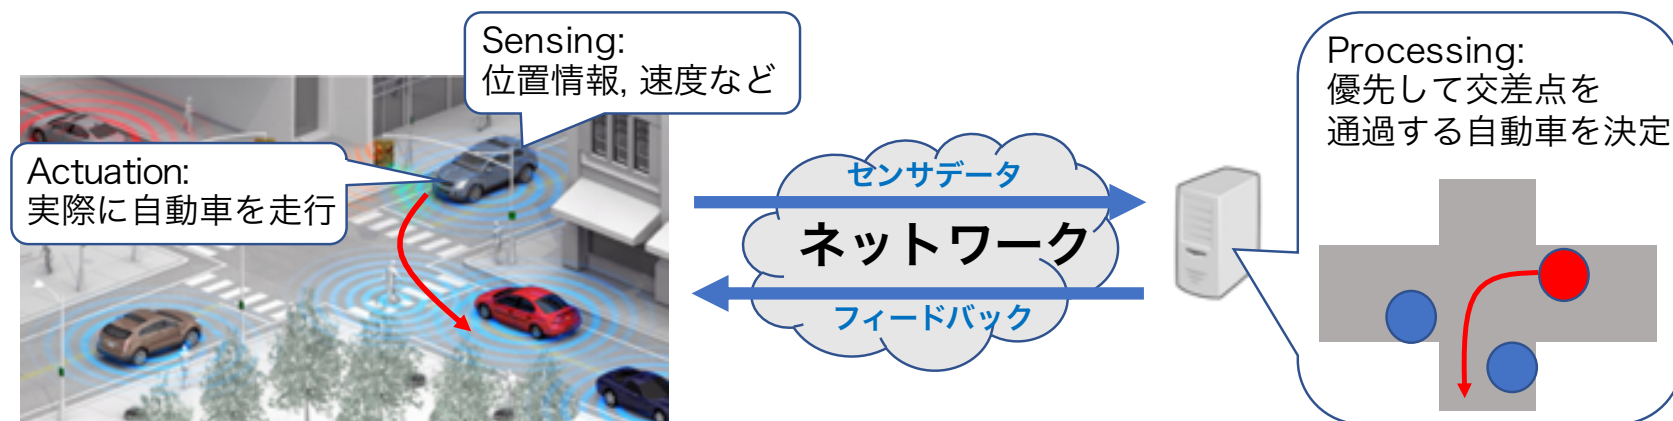 Sensing:
位置情報, 速度など
Actuation:
実際に自動車を走行
センサデータ
ネットワーク
フィードバック
Processing:
優先して交差点を
通過する自動車を決定